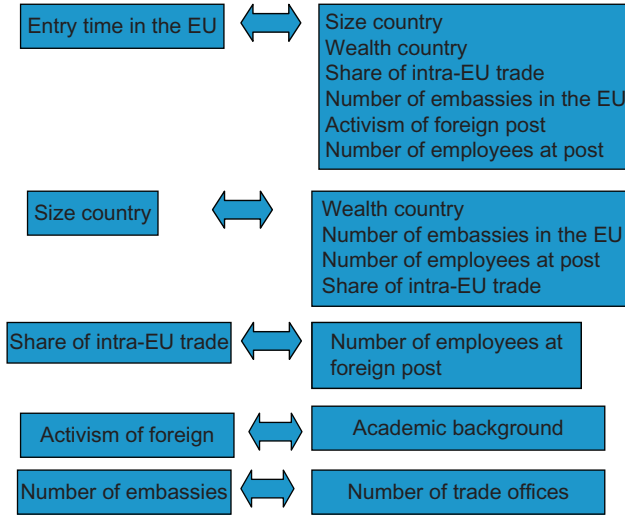 Entry time in the EU
Size country
Wealth country
Share of intra-EU trade
Number of embassies in the EU
Activism of foreign post
Number of employees at post
Size country
Wealth country
Number of embassies in the EU
Number of employees at post
Share of intra-EU trade
Share of intra-EU trade
Number of employees at
foreign post
Activism of foreign
Academic background
Number of embassies
Number of trade offices